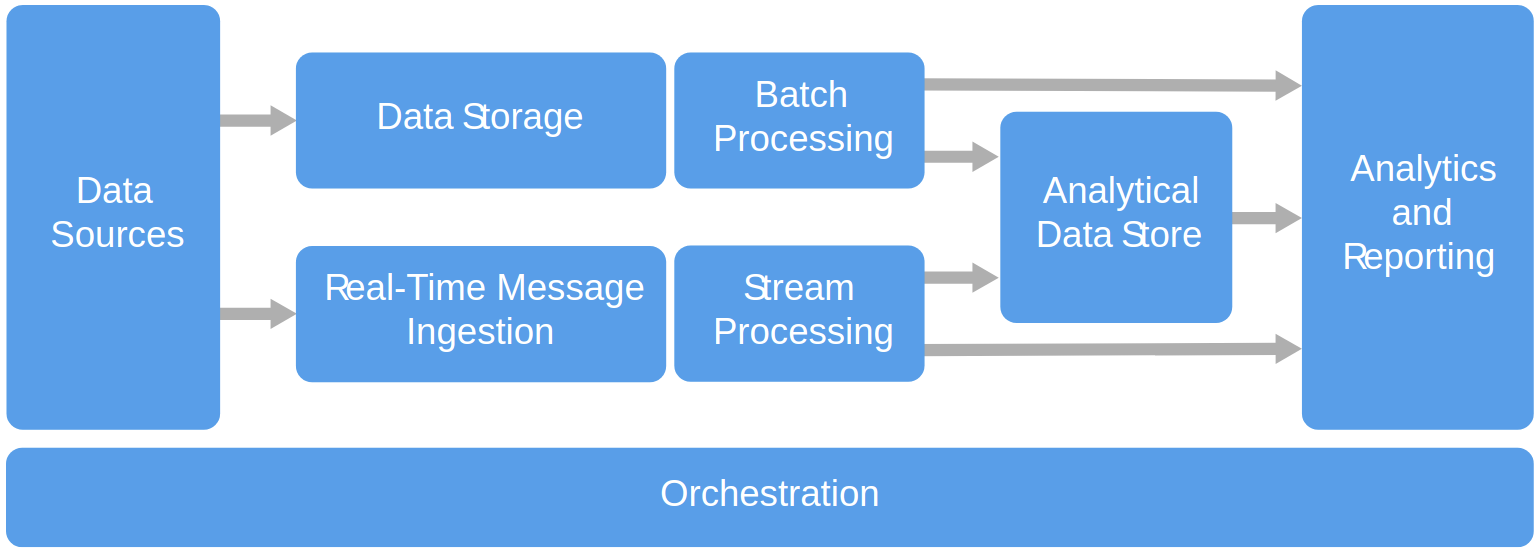 Data
Sources
Data Storage
Batch
Processing
Real-Time Message
Ingestion
Stream
Processing
Analytical
Data Store
Analytics
and
Reporting
Orchestration